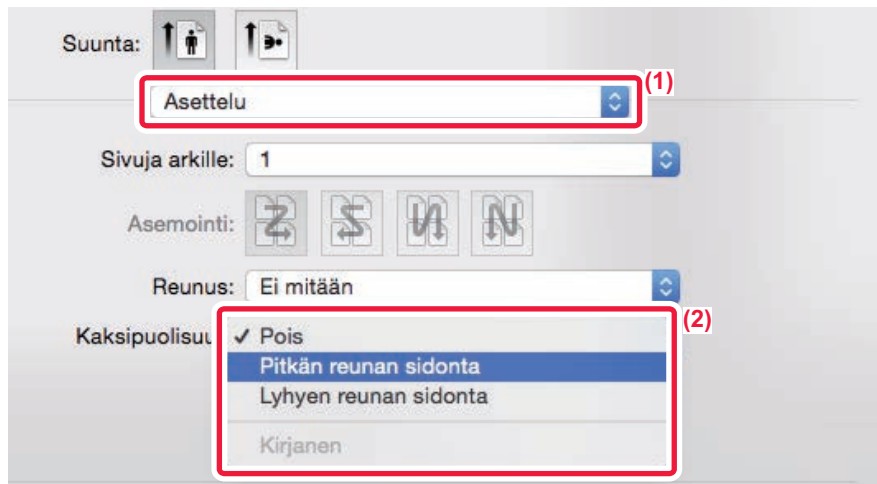 Suunta:
(1)
Asettelu
Sivuja arkille: 1
Asemointi:
Reunus: Ei mitään
(2)
Kaksipuolisuu ✓ Pois
Pitkän reunan sidonta
Lyhyen reunan sidonta
Kirjanen